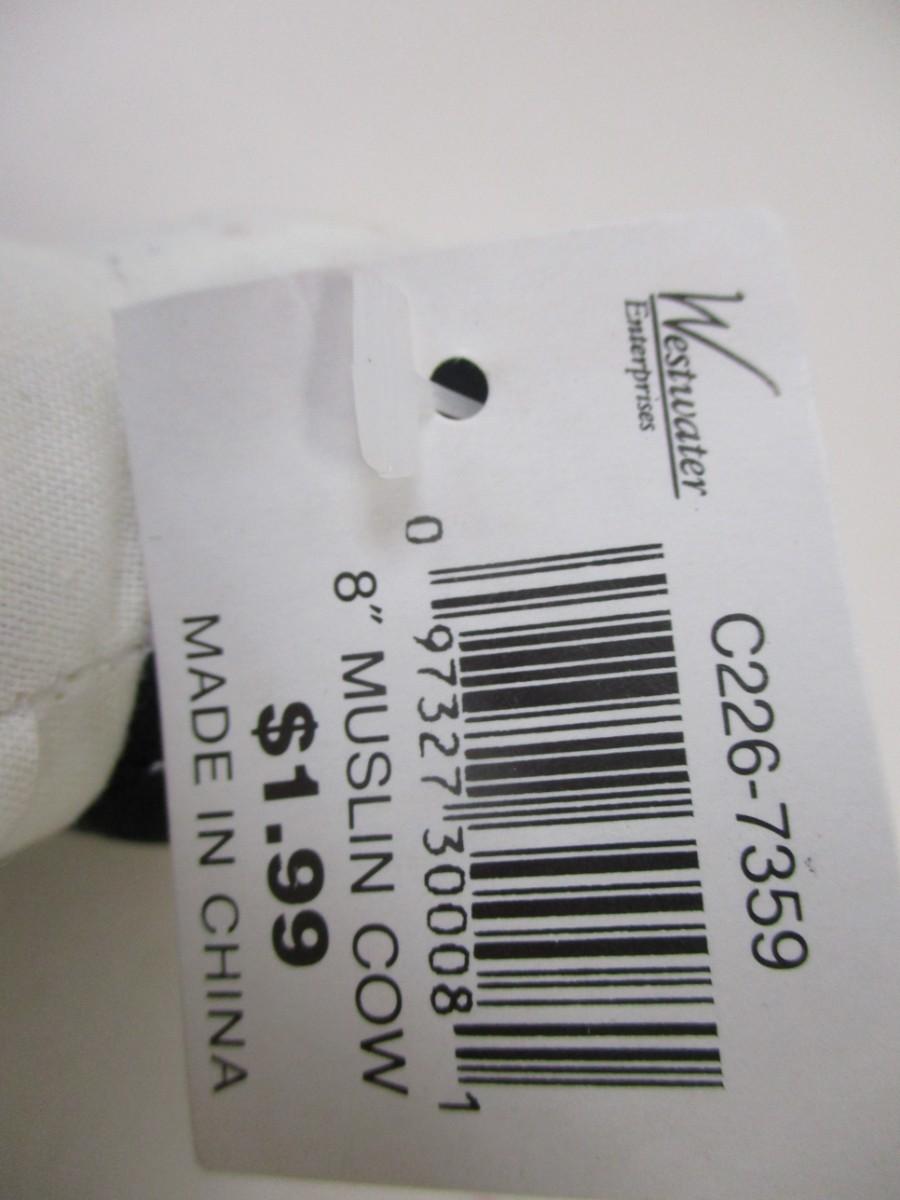 Westwater
Enterprises
C226-7359
0 97327 30008 1
8" MUSLIN COW
$1.99
MADE IN CHINA